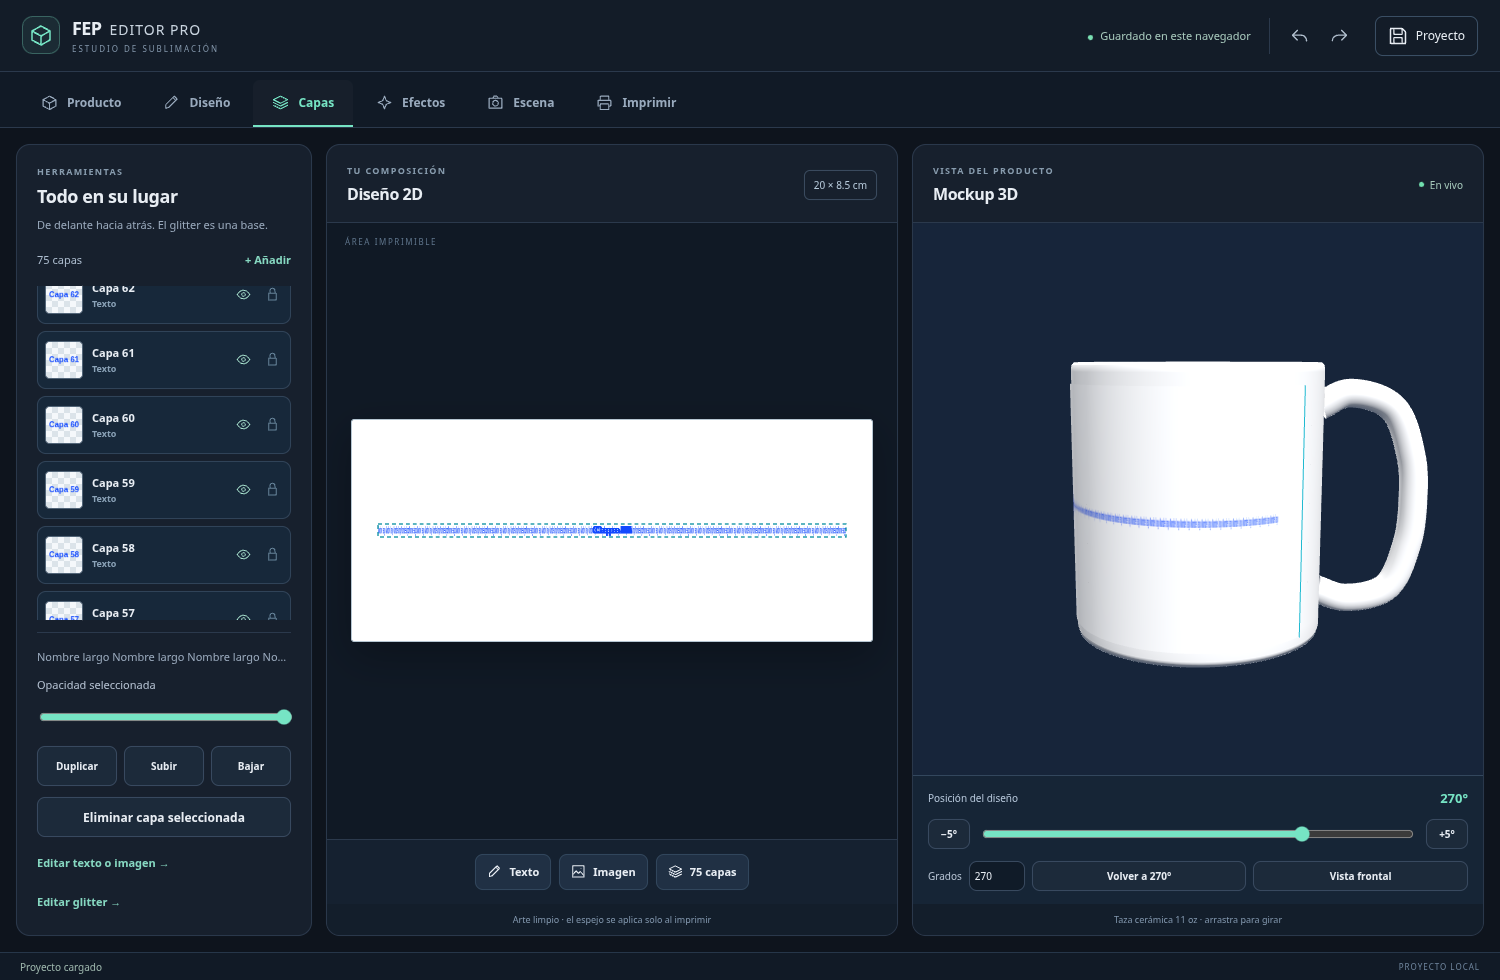 FEP EDITOR PRO
ESTUDIO DE SUBLIMACIÓN
Guardado en este navegador
Proyecto
Producto
Diseño
Capas
Efectos
Escena
Imprimir
HERRAMIENTAS
Todo en su lugar
De delante hacia atrás. El glitter es una base.
75 capas
+ Añadir
Capa 62
Capa 62
Texto
Capa 61
Capa 61
Texto
Capa 60
Capa 60
Texto
Capa 59
Capa 59
Texto
Capa 58
Capa 58
Texto
Capa 57
Capa 57
Nombre largo Nombre largo Nombre largo No...
Opacidad seleccionada
Duplicar
Subir
Bajar
Eliminar capa seleccionada
Editar texto o imagen →
Editar glitter →
TU COMPOSICIÓN
Diseño 2D
20 × 8.5 cm
ÁREA IMPRIMIBLE
Texto
Imagen
75 capas
Arte limpio · el espejo se aplica solo al imprimir
VISTA DEL PRODUCTO
Mockup 3D
En vivo
Posición del diseño
270°
−5°
+5°
Grados
270
Volver a 270°
Vista frontal
Taza cerámica 11 oz · arrastra para girar
Proyecto cargado
PROYECTO LOCAL